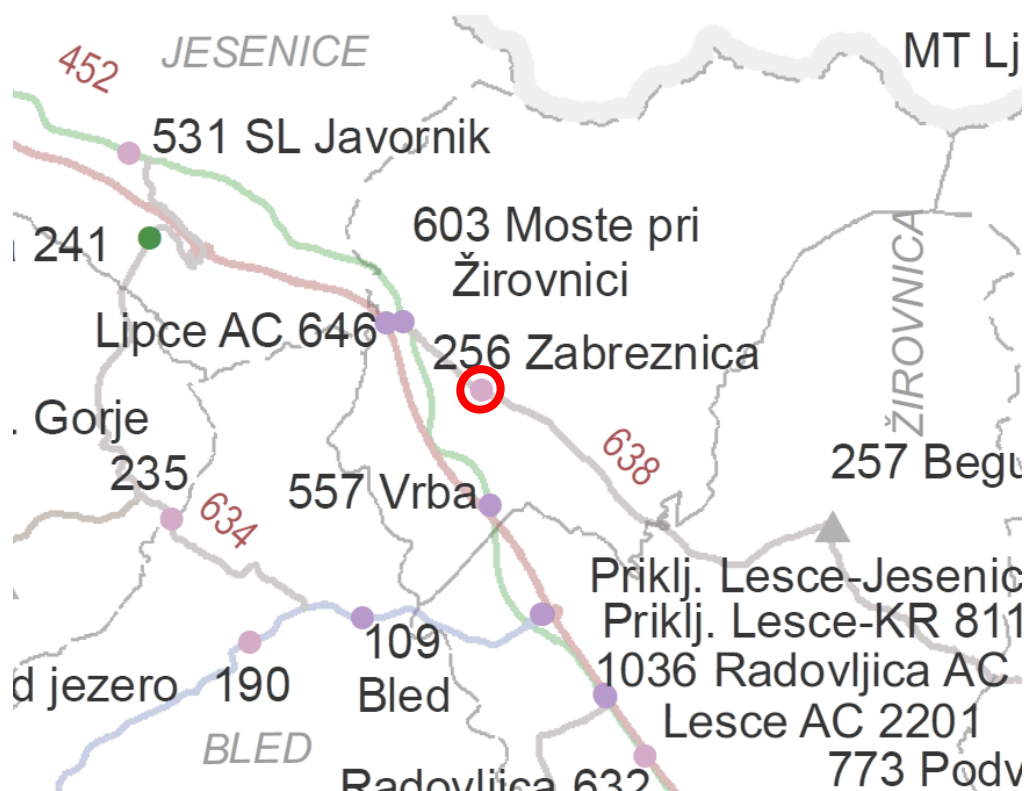 JESENICE
MT Lj
452
531 SL Javornik
603 Moste pri
Žirovnici
241
ŽIROVNICA
Lipce AC 646
256 Zabreznica
. Gorje
235
638
257 Begu
557 Vrba
634
Priklj. Lesce-Jesenic
Priklj. Lesce-KR 811
109
Bled
1036 Radovljica AC
d jezero
190
Lesce AC 2201
BLED
773 Podv
Radovljica 632